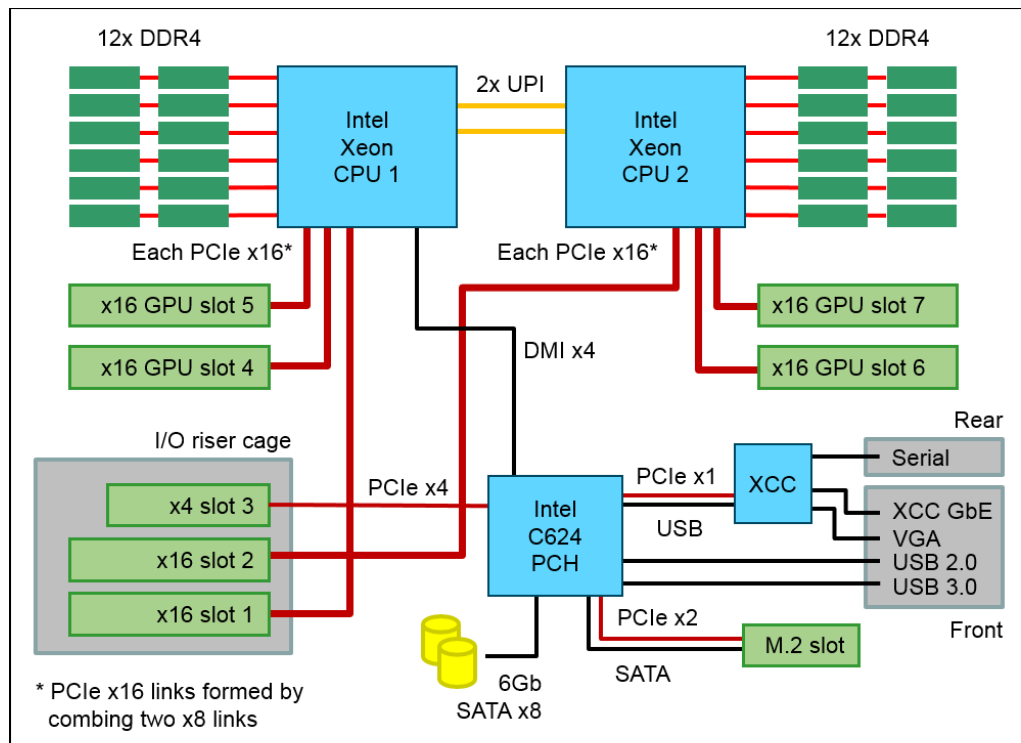 12x DDR4
12x DDR4
2x UPI
Intel
Xeon
CPU 1
Intel
Xeon
CPU 2
Each PCIe x16*
Each PCIe x16*
x16 GPU slot 5
x16 GPU slot 7
DMI x4
x16 GPU slot 4
x16 GPU slot 6
I/O riser cage
Rear
Serial
PCIe x4
PCIe x1
XCC
x4 slot 3
Intel
C624
PCH
USB
XCC GbE
VGA
USB 2.0
USB 3.0
x16 slot 2
x16 slot 1
PCIe x2
Front
M.2 slot
SATA
6Gb
SATA x8
* PCIe x16 links formed by
combing two x8 links